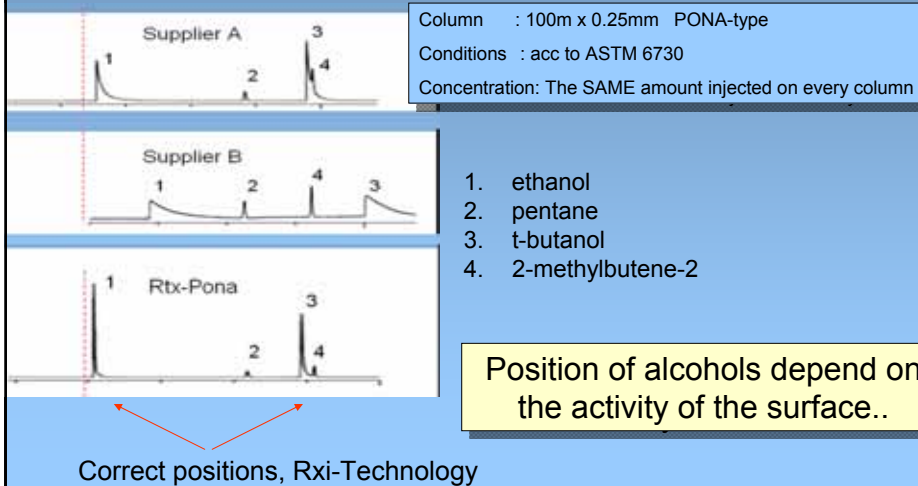 Supplier A
1
2
3
4
Column : 100m x 0.25mm PONA-type
Conditions : acc to ASTM 6730
Concentration: The SAME amount injected on every column
Supplier B
1
2
4
3
1. ethanol
2. pentane
3. t-butanol
4. 2-methylbutene-2
Rtx-Pona
1
2
3
4
Position of alcohols depend on
the activity of the surface..
Correct positions, Rxi-Technology